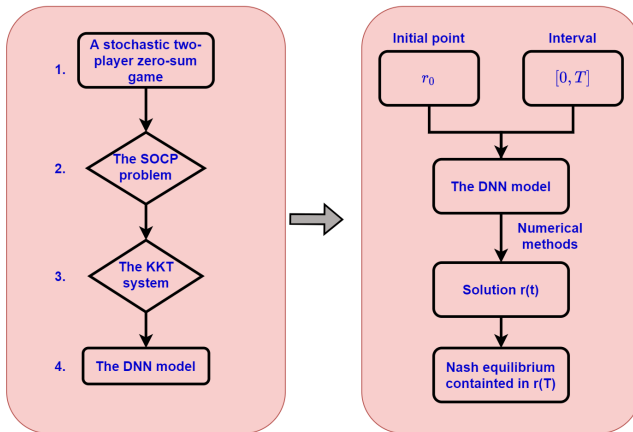 1.
A stochastic two-
player zero-sum
game
2.
The SOCP
problem
3.
The KKT
system
4.
The DNN model
Initial point
Interval
r₀
[0, T]
The DNN model
Numerical
methods
Solution r(t)
Nash equilibrium
containted in r(T)